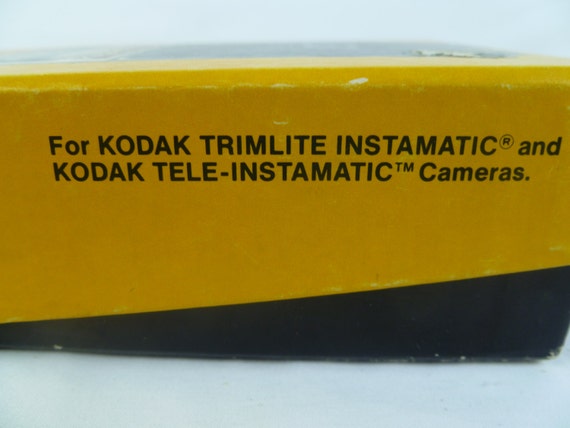 For KODAK TRIMLITE INSTAMATIC® and
KODAK TELE-INSTAMATIC™ Cameras.